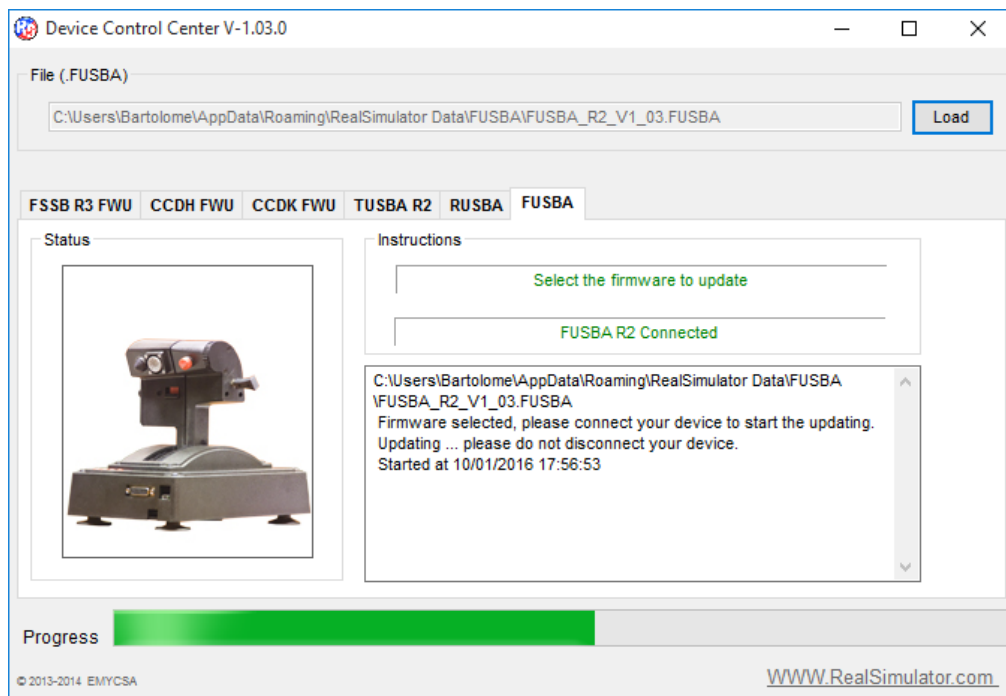 Device Control Center V-1.03.0
File (.FUSBA)
C:\Users\Bartolome\AppData\Roaming\RealSimulator Data\FUSBA\FUSBA_R2_V1_03.FUSBA
Load
FSSB R3 FWU CCDH FWU CCDK FWU TUSBA R2 RUSBA FUSBA
Status
Instructions
Select the firmware to update
FUSBA R2 Connected
C:\Users\Bartolome\AppData\Roaming\RealSimulator Data\FUSBA
\FUSBA_R2_V1_03.FUSBA
Firmware selected, please connect your device to start the updating.
Updating ... please do not disconnect your device.
Started at 10/01/2016 17:56:53
Progress
© 2013-2014 EMYCSA
WWW.RealSimulator.com